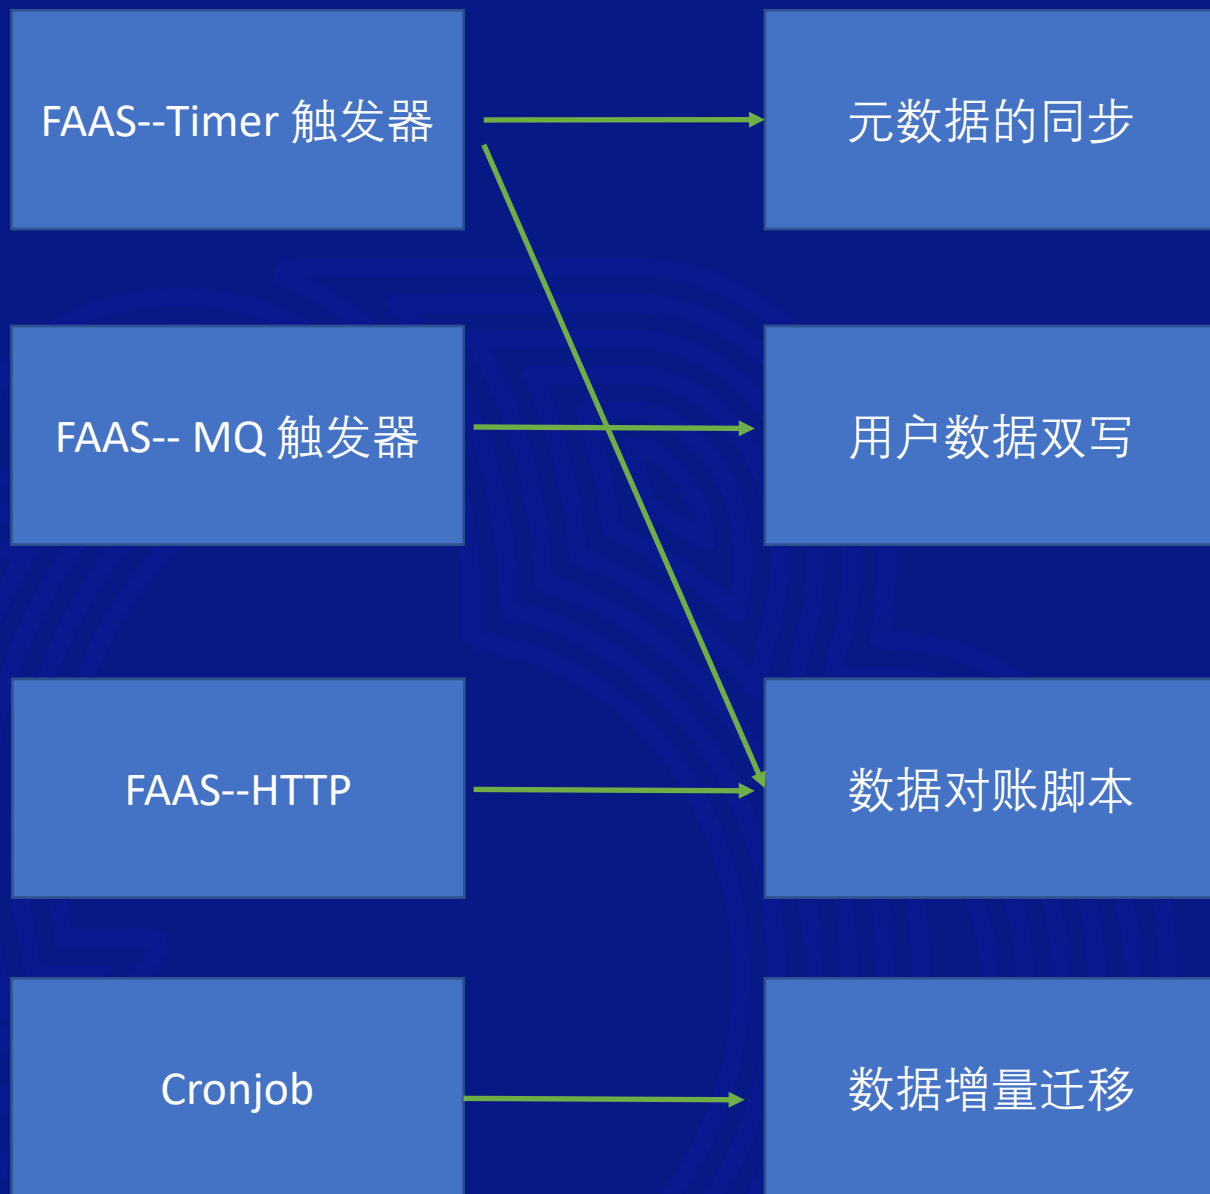 FAAS--Timer 触发器
元数据的同步
FAAS-- MQ 触发器
用户数据双写
FAAS--HTTP
数据对账脚本
Cronjob
数据增量迁移